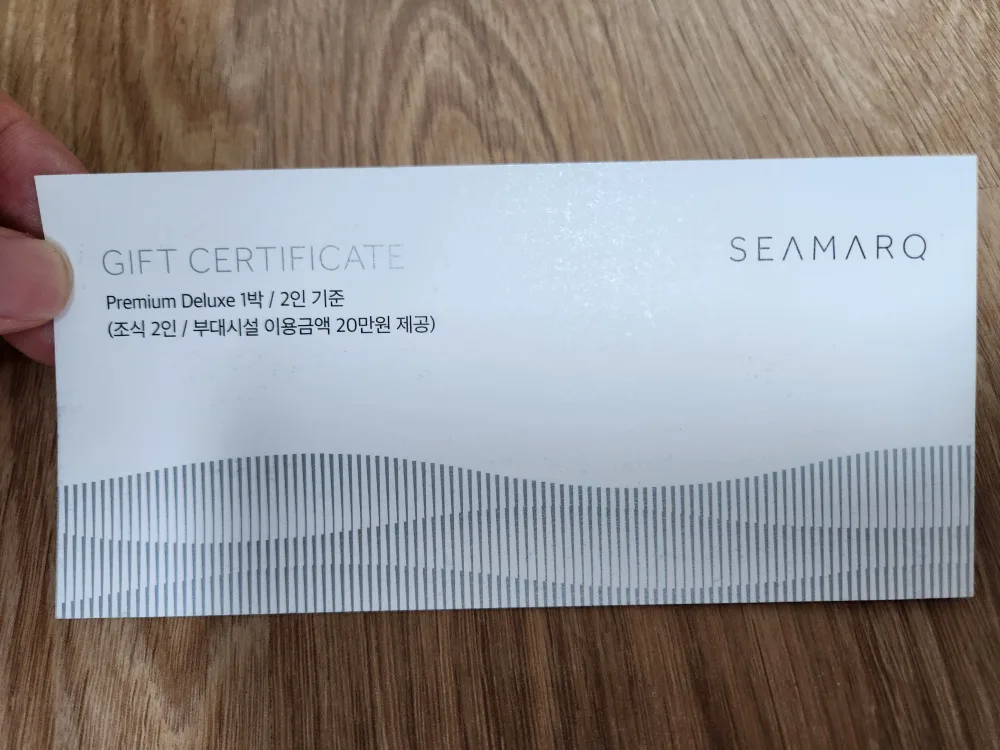 GIFT CERTIFICATE
SEAMARQ
Premium Deluxe 1박 / 2인 기준
(조식 2인 / 부대시설 이용금액 20만원 제공)